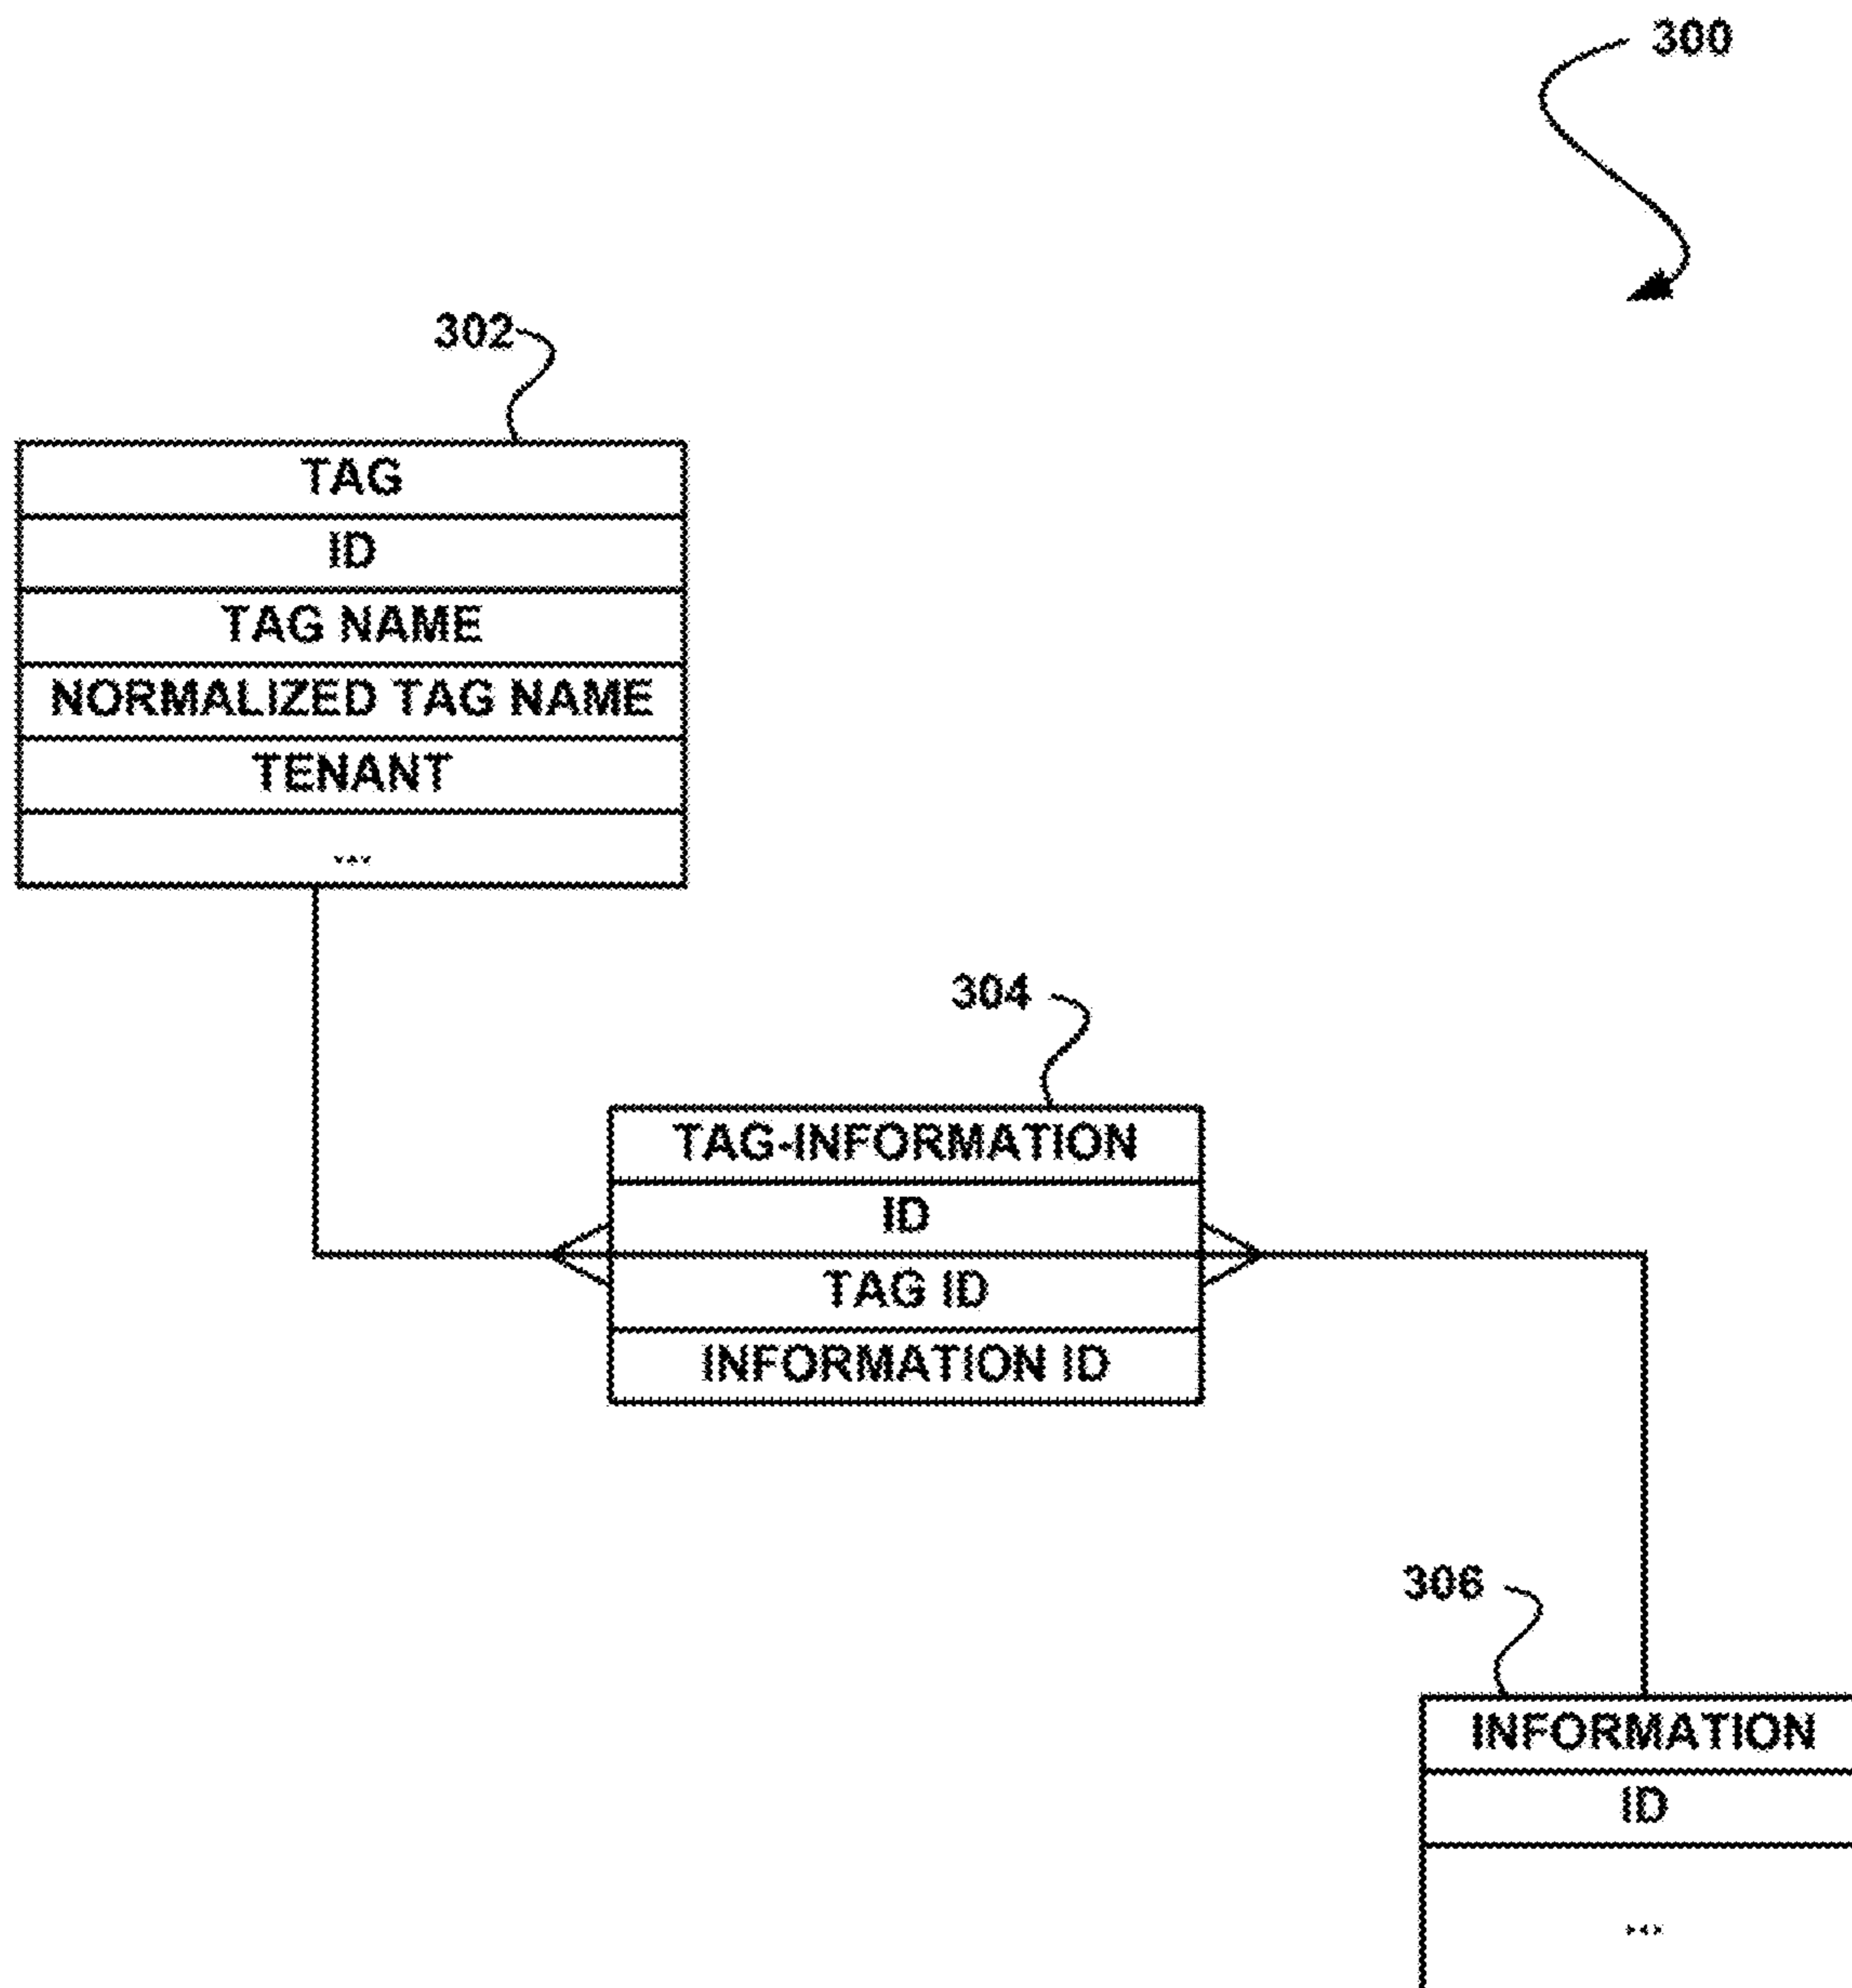 300
302
TAG
ID
TAG NAME
NORMALIZED TAG NAME
TENANT
...
304
TAG-INFORMATION
ID
TAG ID
INFORMATION ID
306
INFORMATION
ID
...